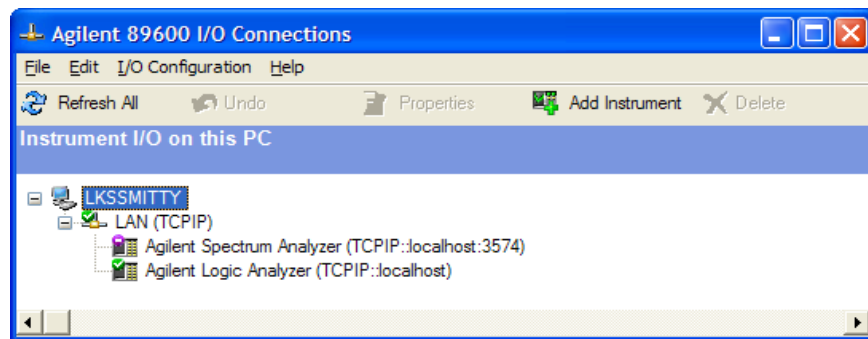 Agilent 89600 I/O Connections
File Edit I/O Configuration Help
Refresh All Undo Properties Add Instrument Delete
Instrument I/O on this PC
LKSSMITTY
LAN (TCPIP)
Agilent Spectrum Analyzer (TCPIP::localhost:3574)
Agilent Logic Analyzer (TCPIP::localhost)